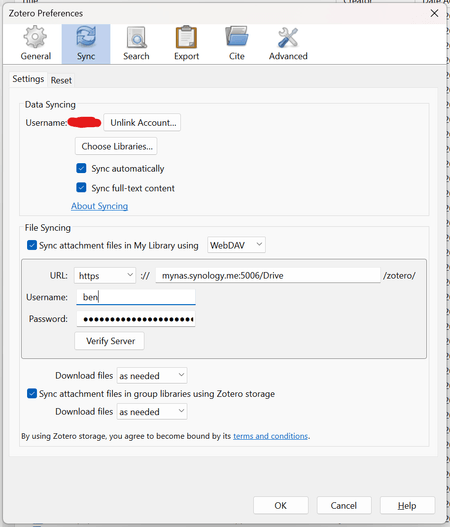 Zotero Preferences
General Sync Search Export Cite Advanced
Settings Reset
Data Syncing
Username: Unlink Account...
Choose Libraries...
Sync automatically
Sync full-text content
About Syncing
File Syncing
Sync attachment files in My Library using WebDAV
URL: https :// mynas.synology.me:5006/Drive /zotero/
Username: ben
Password: 
Verify Server
Download files as needed
Sync attachment files in group libraries using Zotero storage
Download files as needed
By using Zotero storage, you agree to become bound by its terms and conditions.
OK Cancel Help